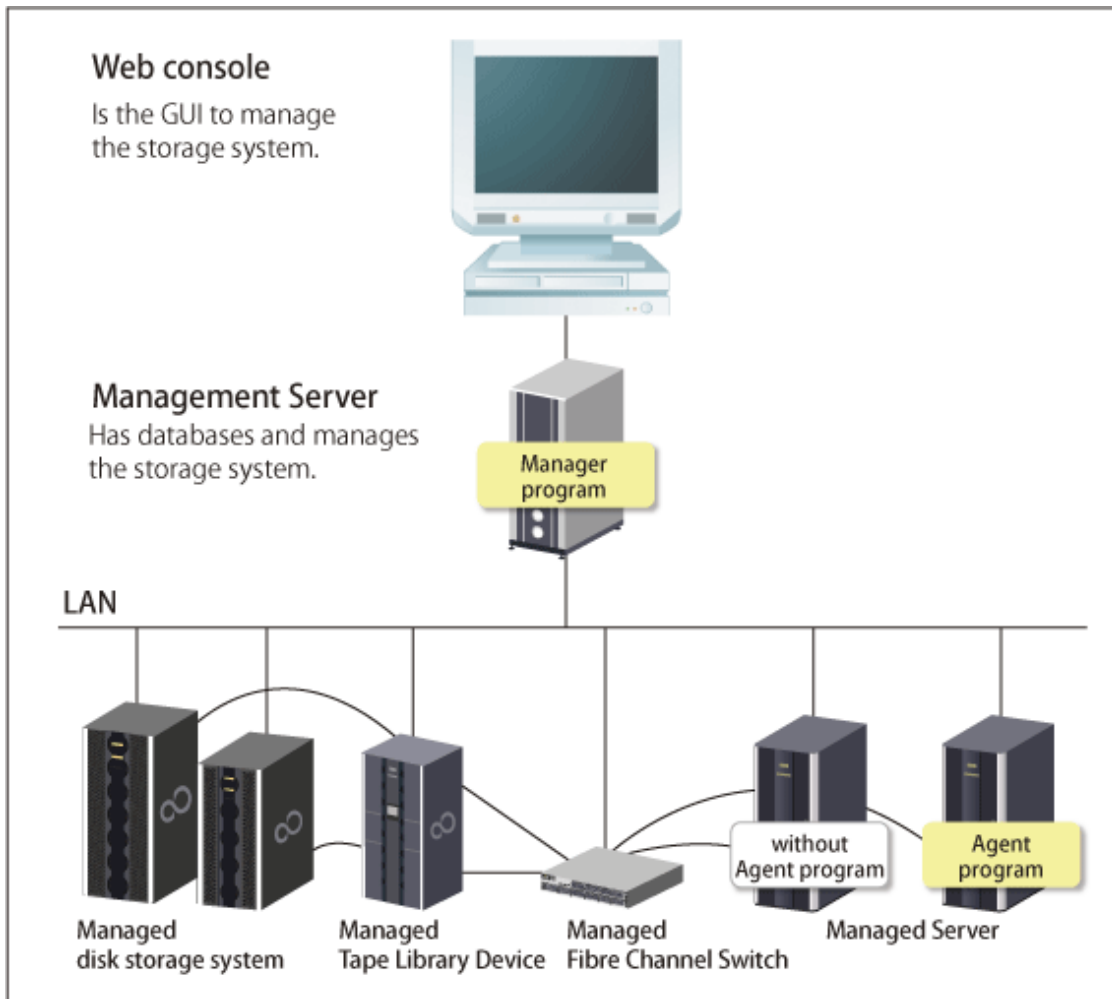 Web console
Is the GUI to manage
the storage system.
Management Server
Has databases and manages
the storage system.
Manager
program
LAN
without
Agent program
Agent
program
Managed
disk storage system
Managed
Tape Library Device
Managed
Fibre Channel Switch
Managed Server